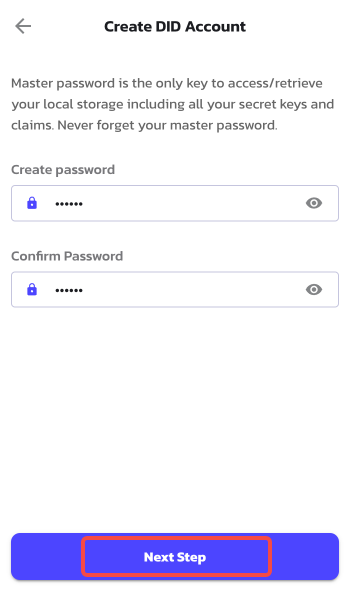 Create DID Account
Master password is the only key to access/retrieve
your local storage including all your secret keys and
claims. Never forget your master password.
Create password
••••••
Confirm Password
••••••
Next Step